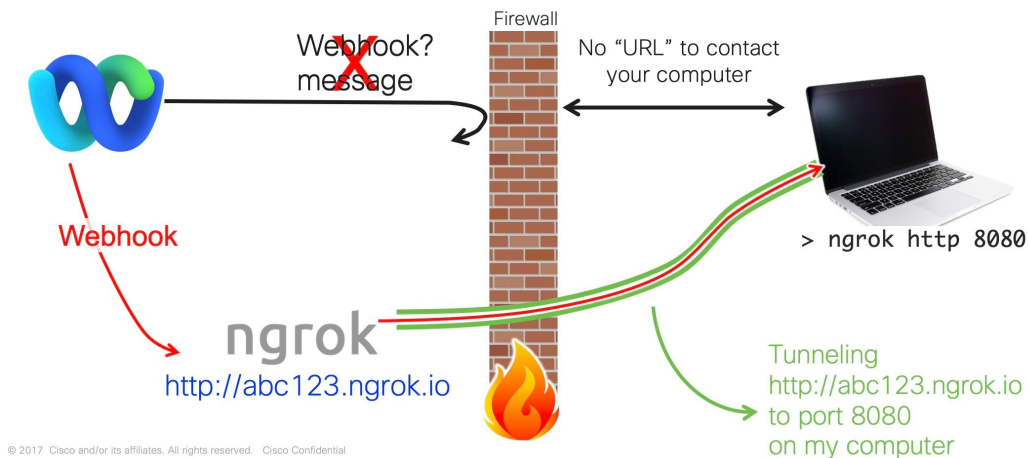 Firewall
Webhook?
message
X
No “URL” to contact
your computer
Webhook
> ngrok http 8080
ngrok
http://abc123.ngrok.io
Tunneling
http://abc123.ngrok.io
to port 8080
on my computer
© 2017 Cisco and/or its affiliates. All rights reserved. Cisco Confidential